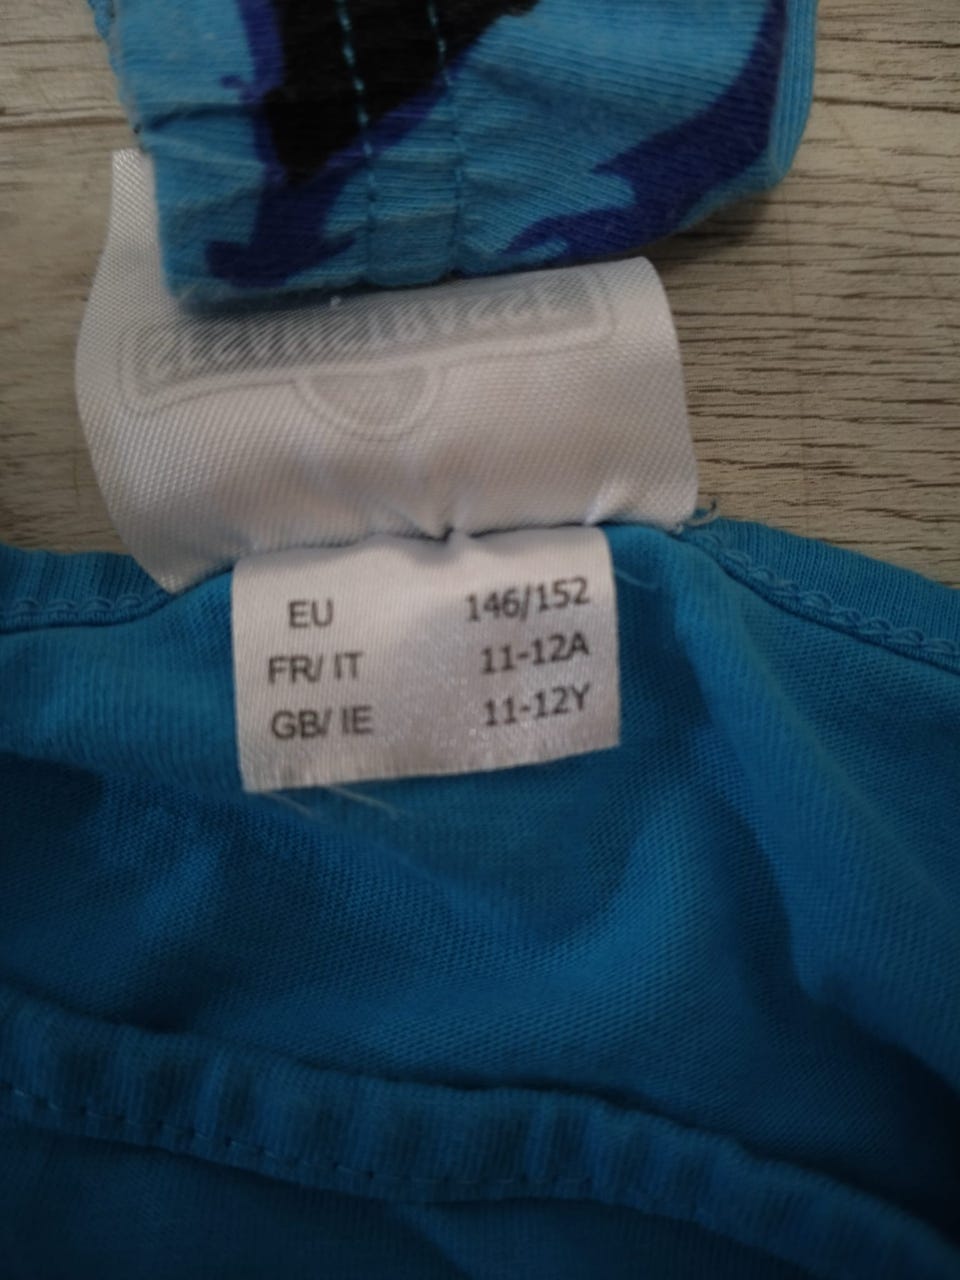 EU 146/152
FR/ IT 11-12A
GB/ IE 11-12Y